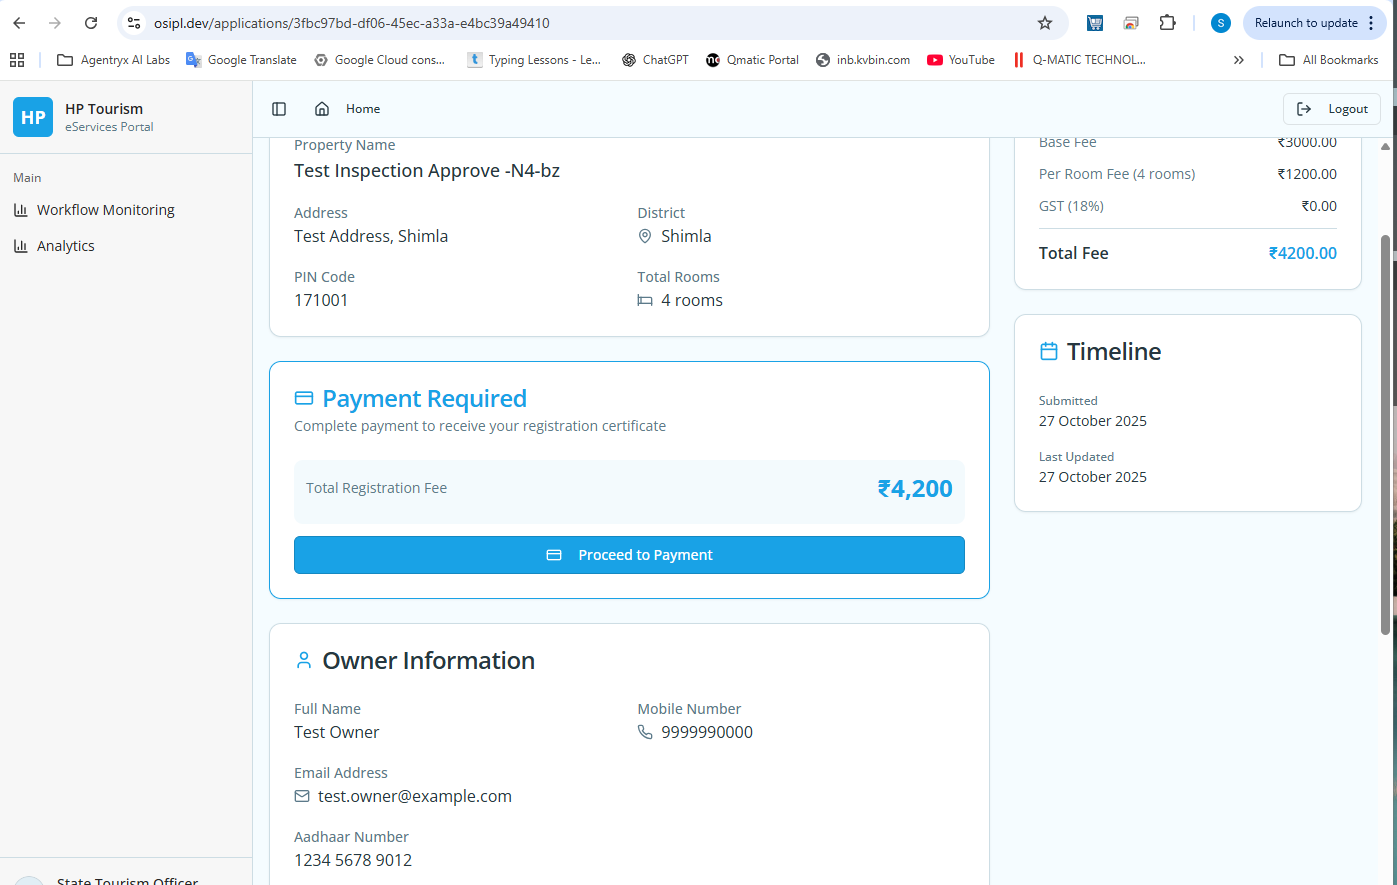 osipl.dev/applications/3fbc97bd-df06-45ec-a33a-e4bc39a49410
S
Relaunch to update
Agentryx AI Labs
Google Translate
Google Cloud cons...
t
Typing Lessons - Le...
ChatGPT
Qmatic Portal
inb.kvbin.com
YouTube
Q-MATIC TECHNOL...
All Bookmarks
HP
HP Tourism
eServices Portal
Home
Logout
Main
Workflow Monitoring
Analytics
State Tourism Officer
Property Name
Test Inspection Approve -N4-bz
Address
District
Test Address, Shimla
Shimla
PIN Code
Total Rooms
171001
4 rooms
Payment Required
Complete payment to receive your registration certificate
Total Registration Fee
₹4,200
Proceed to Payment
Owner Information
Full Name
Mobile Number
Test Owner
9999990000
Email Address
test.owner@example.com
Aadhaar Number
1234 5678 9012
Base Fee ₹3000.00
Per Room Fee (4 rooms) ₹1200.00
GST (18%) ₹0.00
Total Fee ₹4200.00
Timeline
Submitted
27 October 2025
Last Updated
27 October 2025